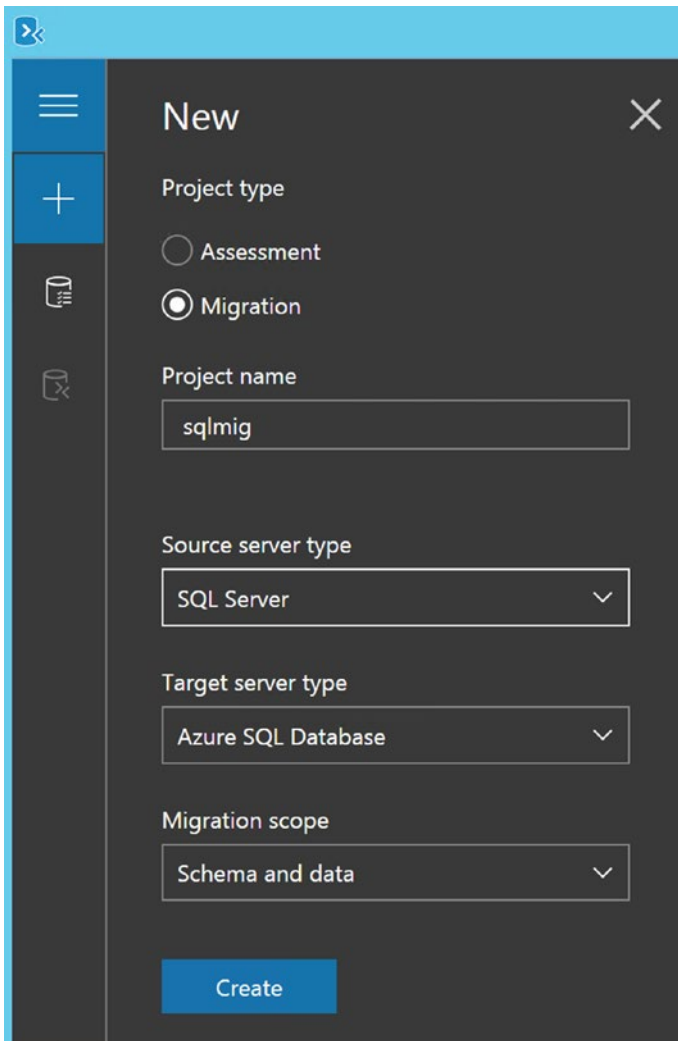 New
Project type
Assessment
Migration
Project name
sqlmig
Source server type
SQL Server
Target server type
Azure SQL Database
Migration scope
Schema and data
Create